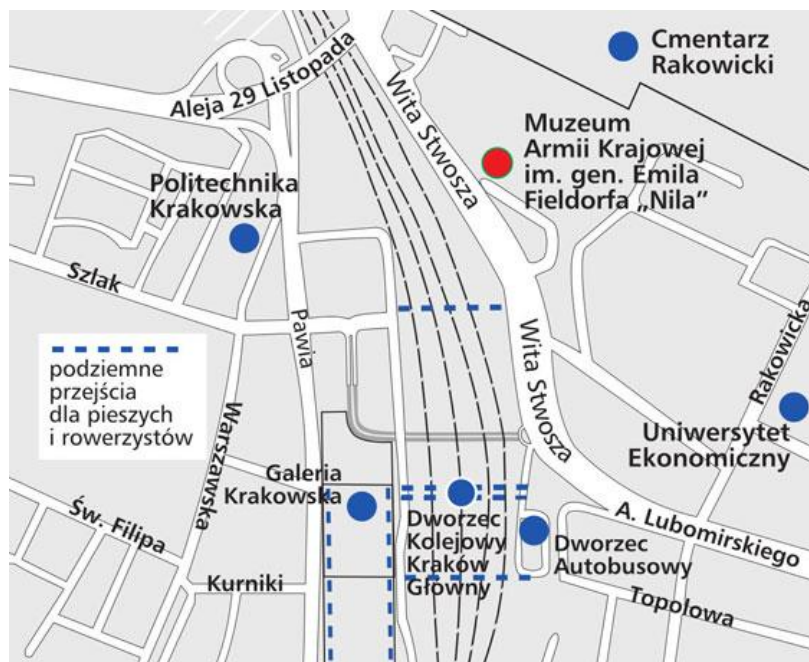 Cmentarz
Rakowicki
Aleja 29 Listopada
Wita Stwosza
Muzeum
Armii Krajowej
im. gen. Emila
Fieldorfa „Nila”
Politechnika
Krakowska
Szlak
Pawia
Wita Stwosza
podziemne
przejścia
dla pieszych
i rowerzystów
Rakowicka
Warszawska
Uniwersytet
Ekonomiczny
Galeria
Krakowska
Św. Filipa
Dworzec
Kolejowy
Kraków
Główny
A. Lubomirskiego
Dworzec
Autobusowy
Kurniki
Topolowa